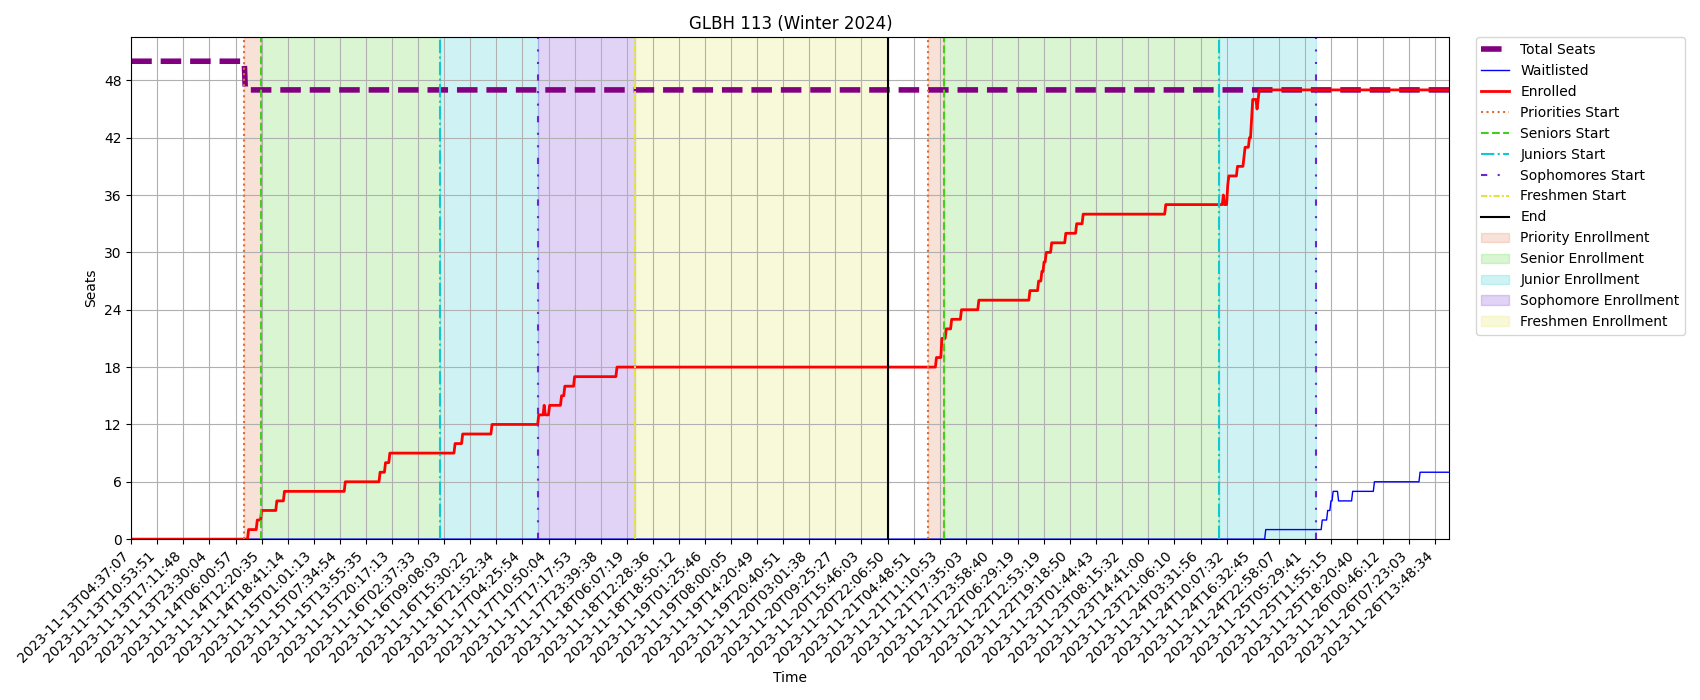 GLBH 113 (Winter 2024)
Seats
48
42
36
30
24
18
12
6
0
2023-11-13T04:37:07
2023-11-13T10:53:51
2023-11-13T17:11:48
2023-11-13T23:30:04
2023-11-14T06:00:57
2023-11-14T12:20:35
2023-11-14T18:41:14
2023-11-15T01:01:13
2023-11-15T07:34:54
2023-11-15T13:55:35
2023-11-15T20:17:13
2023-11-16T02:37:33
2023-11-16T09:08:03
2023-11-16T15:30:22
2023-11-16T21:52:34
2023-11-17T04:25:54
2023-11-17T10:50:04
2023-11-17T17:17:53
2023-11-17T23:39:38
2023-11-18T06:07:19
2023-11-18T12:28:36
2023-11-18T18:50:12
2023-11-19T01:25:46
2023-11-19T08:00:05
2023-11-19T14:20:49
2023-11-19T20:40:51
2023-11-20T03:01:38
2023-11-20T09:25:27
2023-11-20T15:46:03
2023-11-20T22:06:50
2023-11-21T04:48:51
2023-11-21T11:10:53
2023-11-21T17:35:03
2023-11-21T23:58:40
2023-11-22T06:29:19
2023-11-22T12:53:19
2023-11-22T19:18:50
2023-11-23T01:44:43
2023-11-23T08:15:32
2023-11-23T14:41:00
2023-11-23T21:06:10
2023-11-24T03:31:56
2023-11-24T10:07:32
2023-11-24T16:32:45
2023-11-24T22:58:07
2023-11-25T05:29:41
2023-11-25T11:55:15
2023-11-25T18:20:40
2023-11-26T00:46:12
2023-11-26T07:23:03
2023-11-26T13:48:34
Time
Total Seats
Waitlisted
Enrolled
Priorities Start
Seniors Start
Juniors Start
Sophomores Start
Freshmen Start
End
Priority Enrollment
Senior Enrollment
Junior Enrollment
Sophomore Enrollment
Freshmen Enrollment